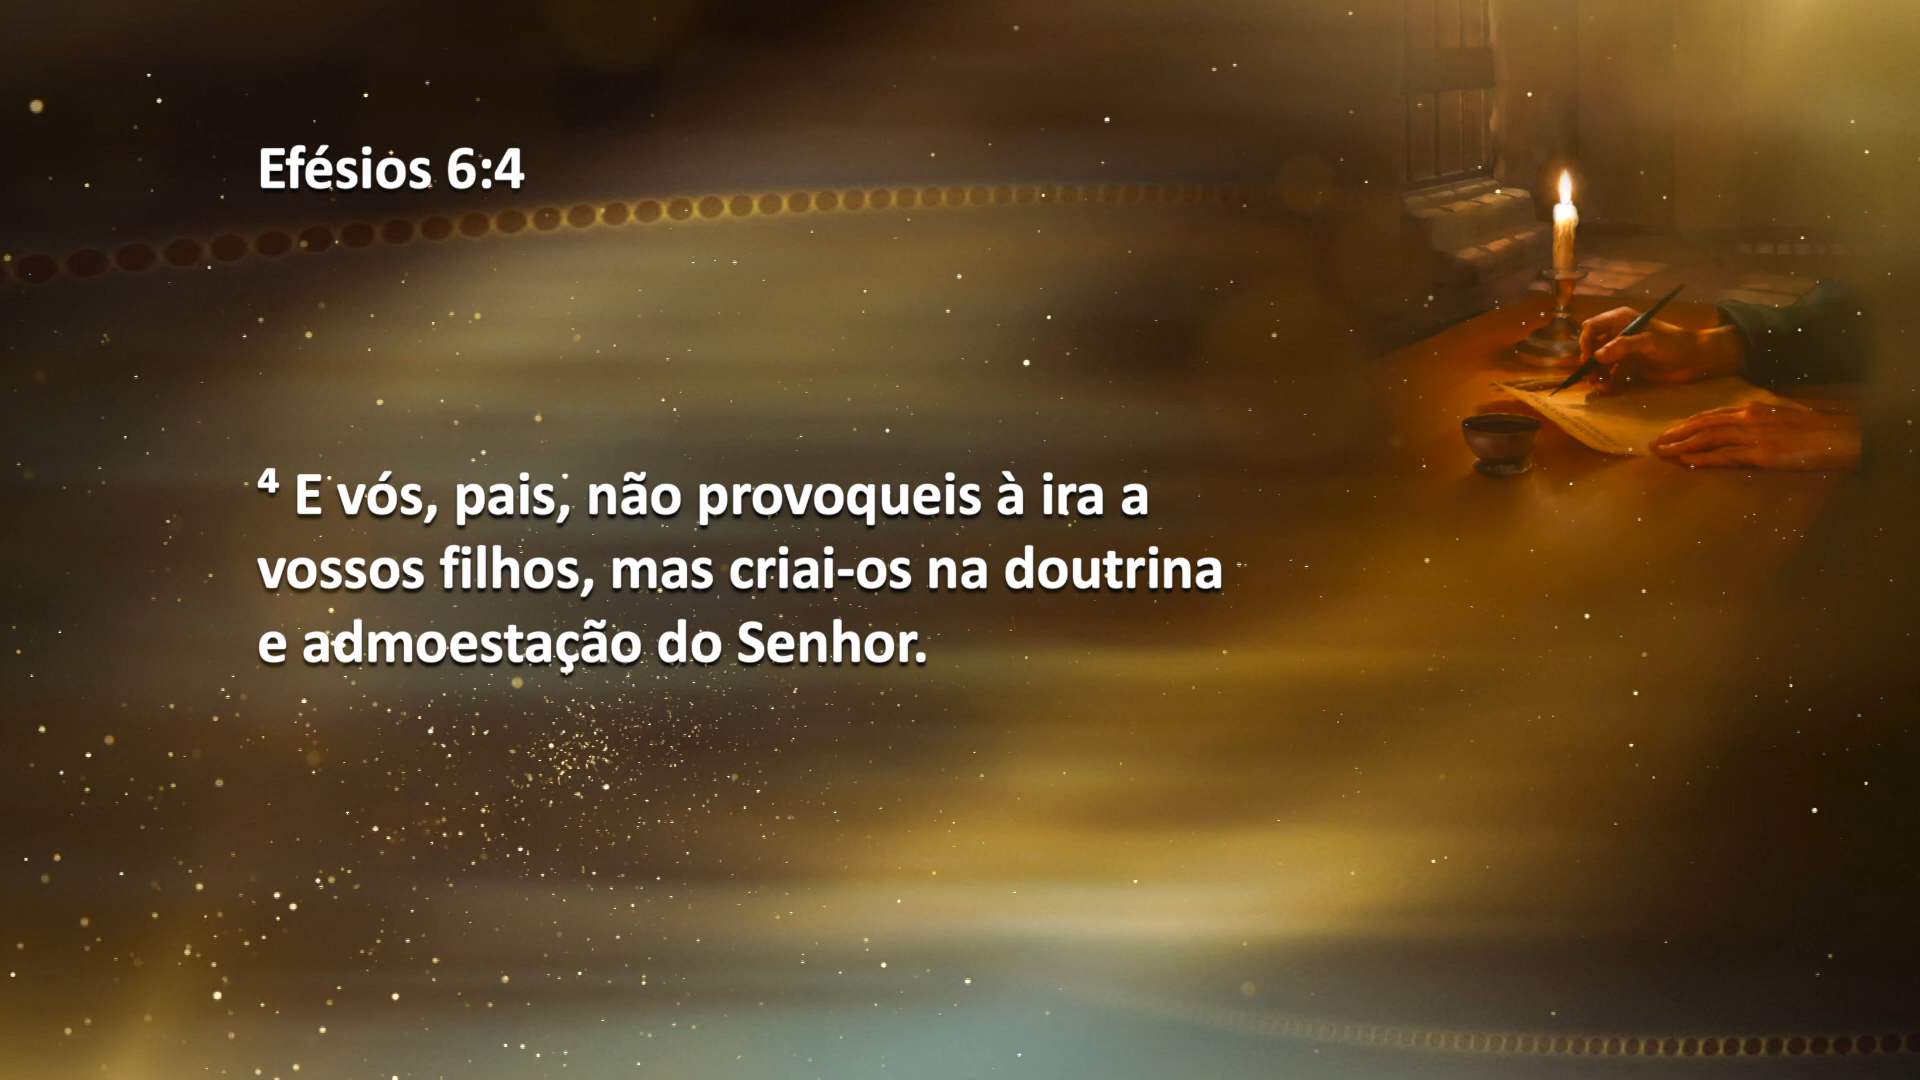 Efésios 6:4
⁴ E vós, pais, não provoqueis à ira a
vossos filhos, mas criai-os na doutrina
e admoestação do Senhor.